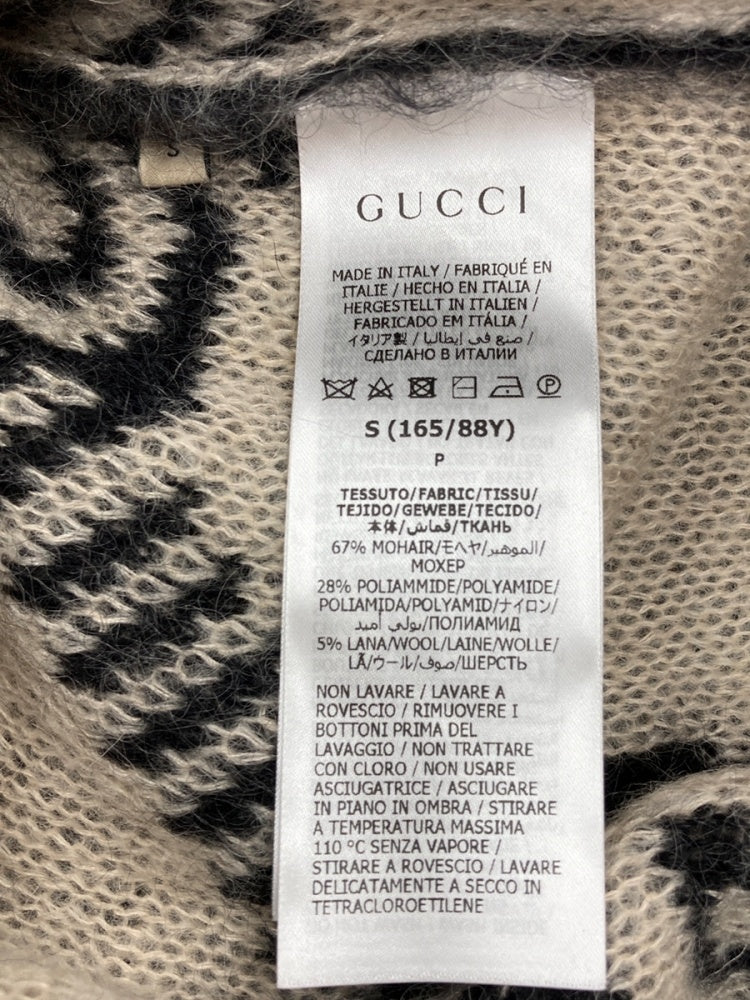 S
GUCCI
MADE IN ITALY / FABRIQUÉ EN
ITALIE / HECHO EN ITALIA /
HERGESTELLT IN ITALIEN /
FABRICADO EM ITÁLIA /
イタリア製 / صنع في إيطاليا /
СДЕЛАНО В ИТАЛИИ
P
S (165/88Y)
P
TESSUTO/FABRIC/TISSU/
TEJIDO/GEWEBE/TECIDO/
本体/قماش/ТКАНЬ
67% MOHAIR/モヘヤ/الموهير/
МОХЕР
28% POLIAMMIDE/POLYAMIDE/
POLIAMIDA/POLYAMID/ナイロン/
بولي أميد/ПОЛИАМИД
5% LANA/WOOL/LAINE/WOLLE/
LÃ/ウール/صوف/ШЕРСТЬ
NON LAVARE / LAVARE A
ROVESCIO / RIMUOVERE I
BOTTONI PRIMA DEL
LAVAGGIO / NON TRATTARE
CON CLORO / NON USARE
ASCIUGATRICE / ASCIUGARE
IN PIANO IN OMBRA / STIRARE
A TEMPERATURA MASSIMA
110 °C SENZA VAPORE /
STIRARE A ROVESCIO / LAVARE
DELICATAMENTE A SECCO IN
TETRACLOROETILENE